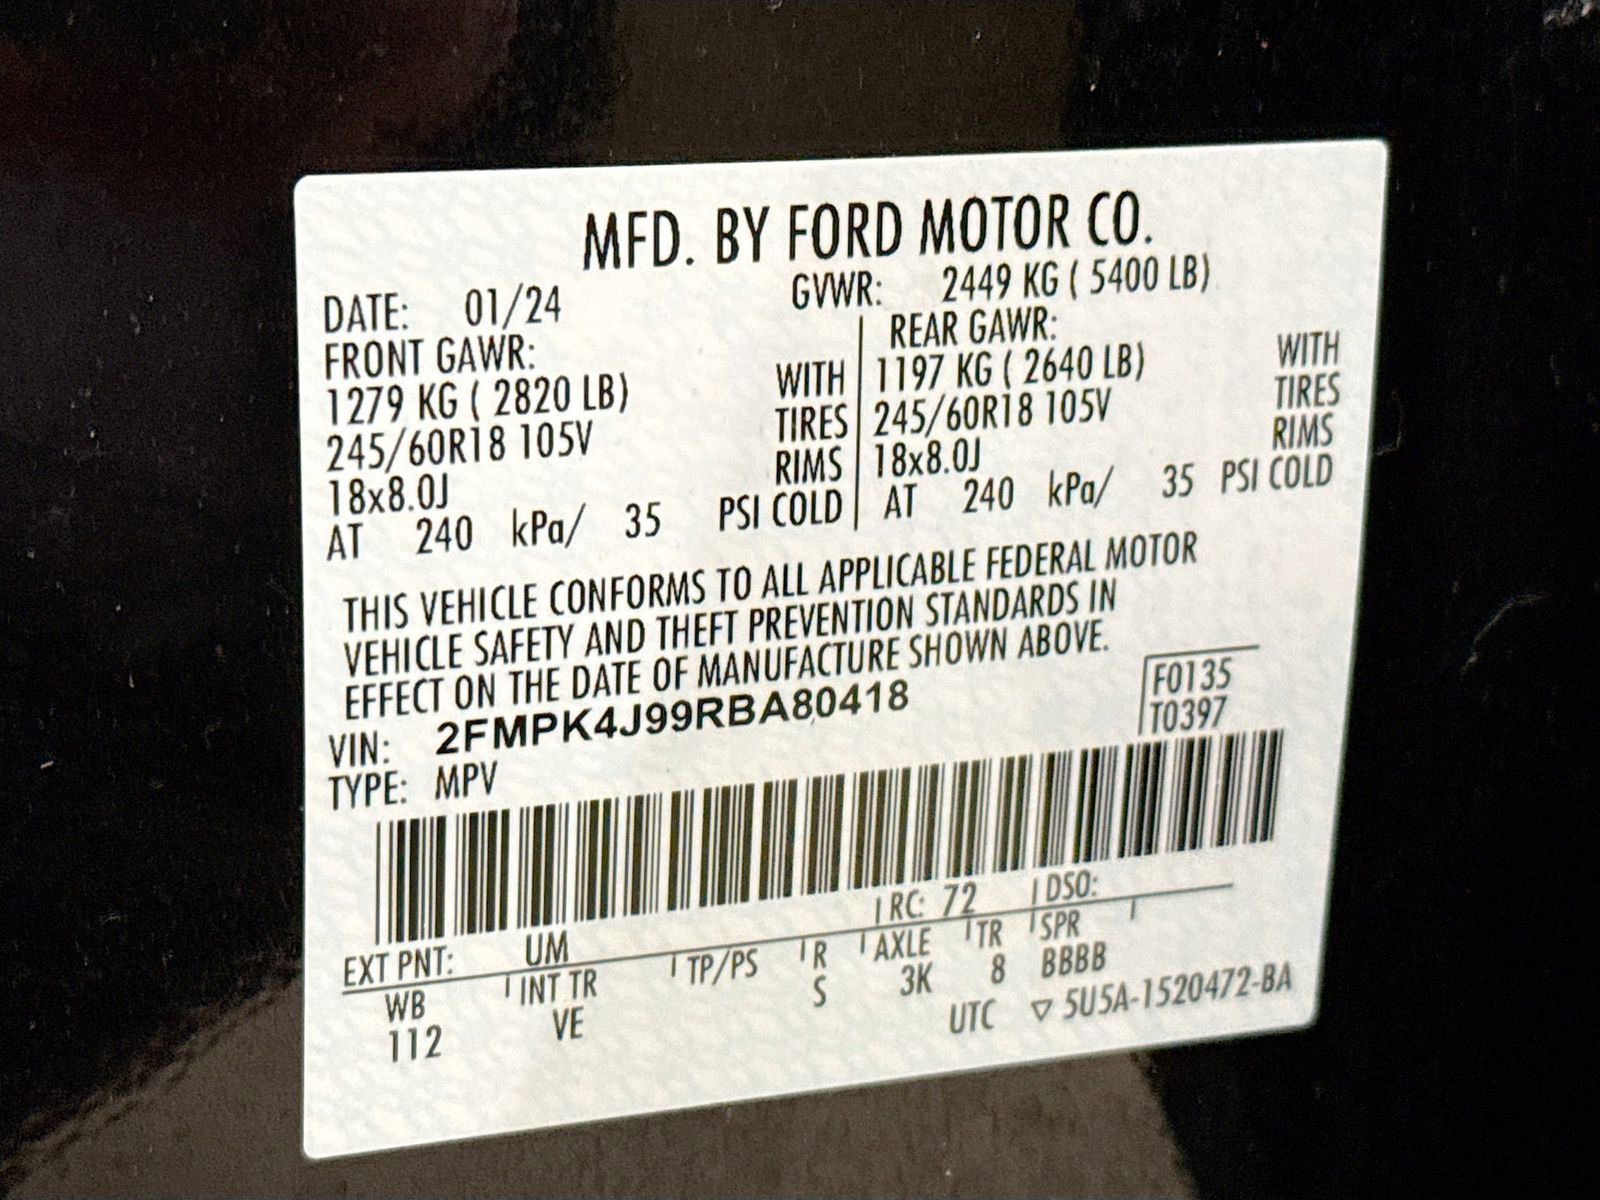 MFD. BY FORD MOTOR CO.
DATE: 01/24 GVWR: 2449 KG ( 5400 LB)
FRONT GAWR: REAR GAWR:
1279 KG ( 2820 LB) WITH 1197 KG ( 2640 LB) WITH
245/60R18 105V TIRES 245/60R18 105V TIRES
18x8.0J RIMS 18x8.0J RIMS
AT 240 kPa/ 35 PSI COLD AT 240 kPa/ 35 PSI COLD
THIS VEHICLE CONFORMS TO ALL APPLICABLE FEDERAL MOTOR
VEHICLE SAFETY AND THEFT PREVENTION STANDARDS IN
EFFECT ON THE DATE OF MANUFACTURE SHOWN ABOVE.
F0135
VIN: 2FMPK4J99RBA80418 T0397
TYPE: MPV
EXT PNT: UM RC: 72 DSO:
WB INT TR TP/PS R AXLE TR SPR
112 VE S 3K 8 BBBB
UTC ▽ 5U5A-1520472-BA